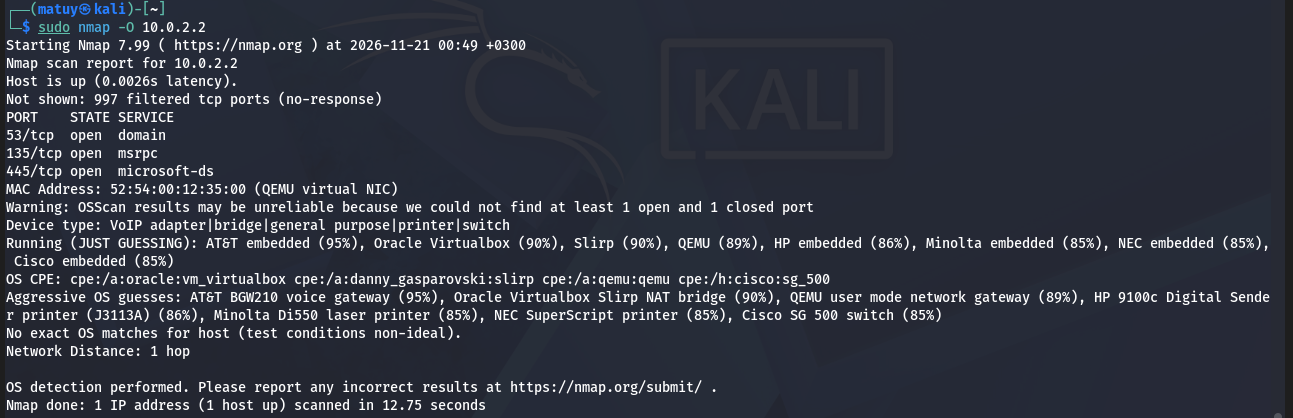 ┌──(matuy㉿kali)-[~]
└─$ sudo nmap -O 10.0.2.2
Starting Nmap 7.99 ( https://nmap.org ) at 2026-11-21 00:49 +0300
Nmap scan report for 10.0.2.2
Host is up (0.0026s latency).
Not shown: 997 filtered tcp ports (no-response)
PORT    STATE SERVICE
53/tcp  open  domain
135/tcp open  msrpc
445/tcp open  microsoft-ds
MAC Address: 52:54:00:12:35:00 (QEMU virtual NIC)
Warning: OSScan results may be unreliable because we could not find at least 1 open and 1 closed port
Device type: VoIP adapter|bridge|general purpose|printer|switch
Running (JUST GUESSING): AT&T embedded (95%), Oracle Virtualbox (90%), Slirp (90%), QEMU (89%), HP embedded (86%), Minolta embedded (85%), NEC embedded (85%),
 Cisco embedded (85%)
OS CPE: cpe:/a:oracle:vm_virtualbox cpe:/a:danny_gasparovski:slirp cpe:/a:qemu:qemu cpe:/h:cisco:sg_500
Aggressive OS guesses: AT&T BGW210 voice gateway (95%), Oracle Virtualbox Slirp NAT bridge (90%), QEMU user mode network gateway (89%), HP 9100c Digital Sende
r printer (J3113A) (86%), Minolta Di550 laser printer (85%), NEC SuperScript printer (85%), Cisco SG 500 switch (85%)
No exact OS matches for host (test conditions non-ideal).
Network Distance: 1 hop
OS detection performed. Please report any incorrect results at https://nmap.org/submit/ .
Nmap done: 1 IP address (1 host up) scanned in 12.75 seconds
KALI